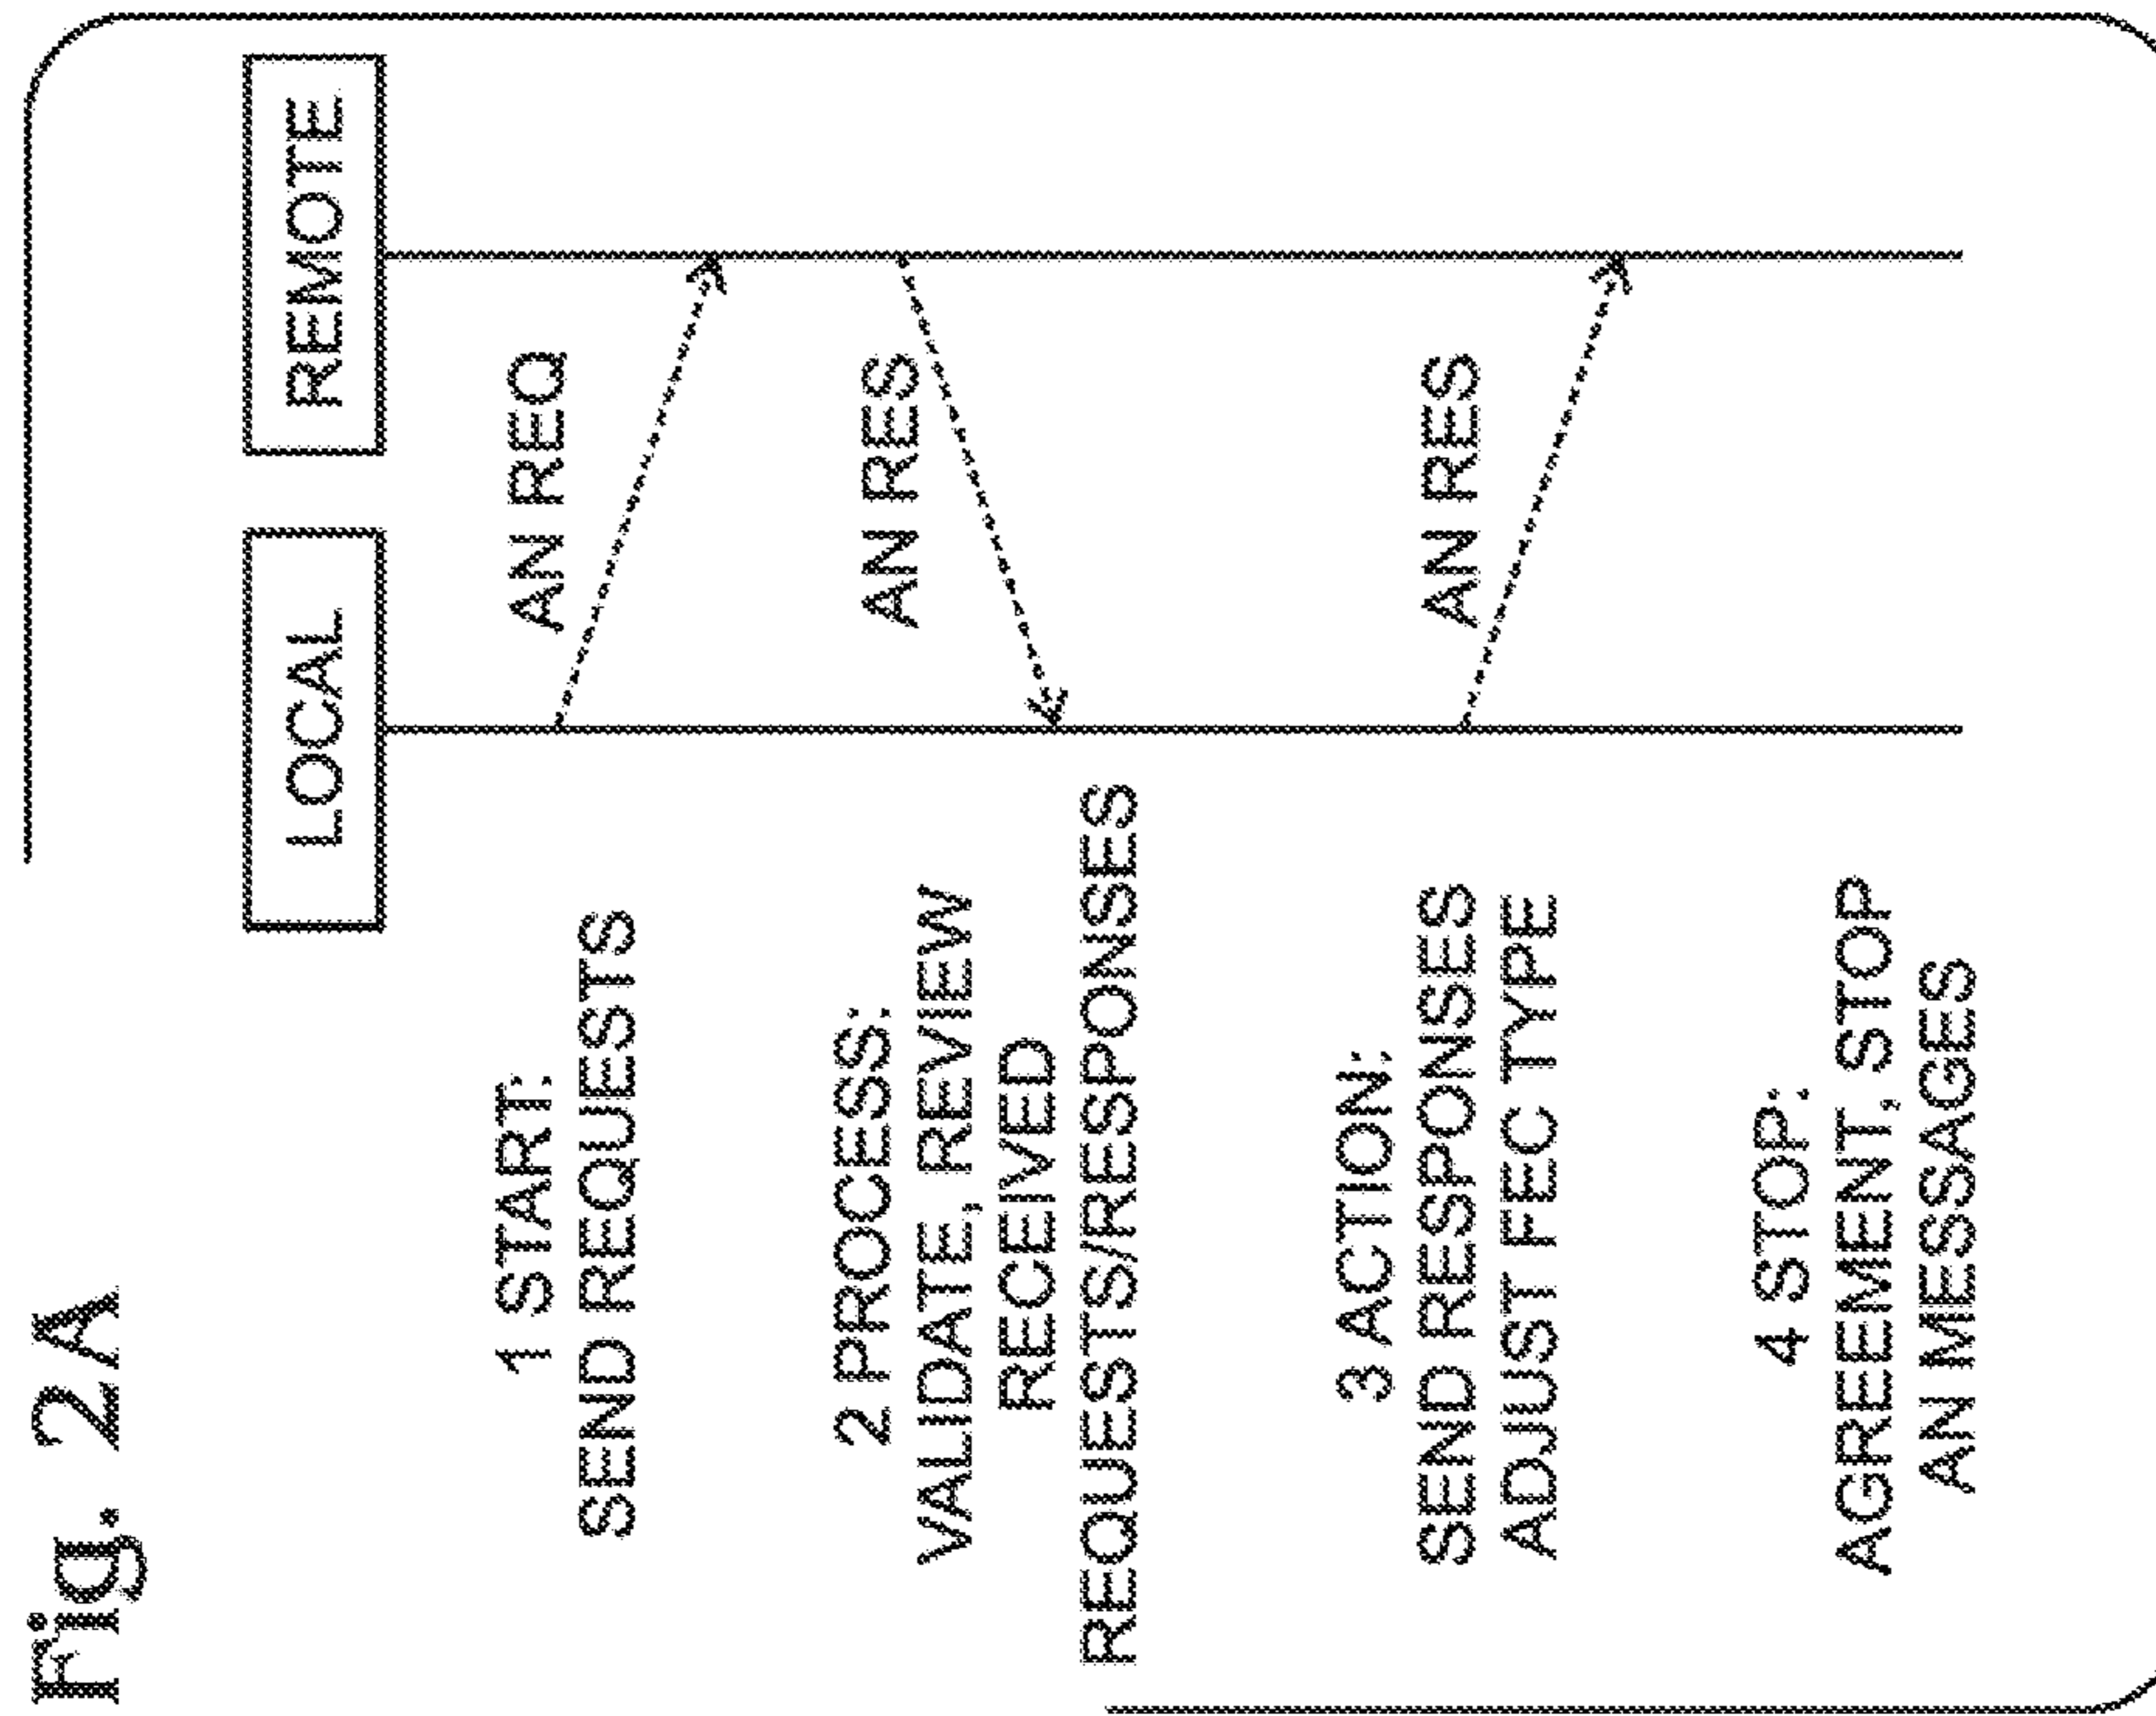 Fig. 2A
LOCAL
REMOTE
1 START:
SEND REQUESTS
AN REQ
2 PROCESS:
VALIDATE, REVIEW
RECEIVED
REQUESTS/RESPONSES
AN RES
3 ACTION:
SEND RESPONSES
ADJUST FEC TYPE
AN RES
4 STOP:
AGREEMENT, STOP
AN MESSAGES